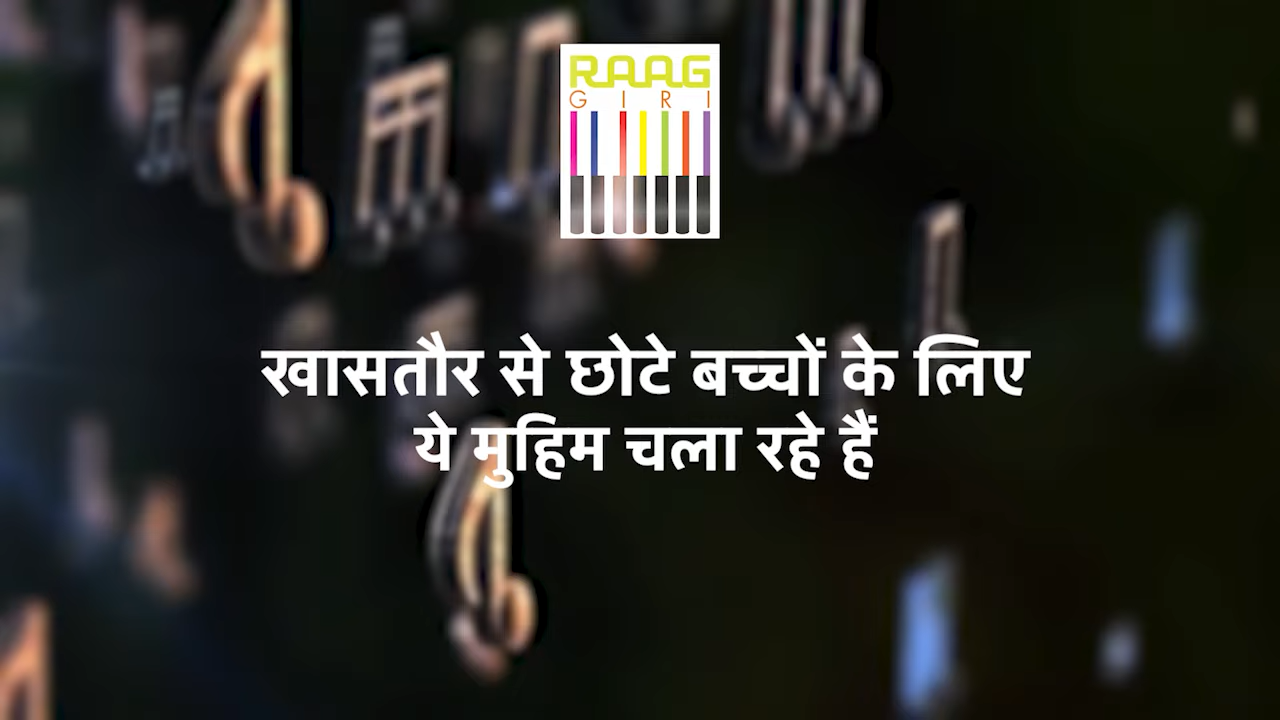 RAAG
GIRI
खासतौर से छोटे बच्चों के लिए
ये मुहिम चला रहे हैं